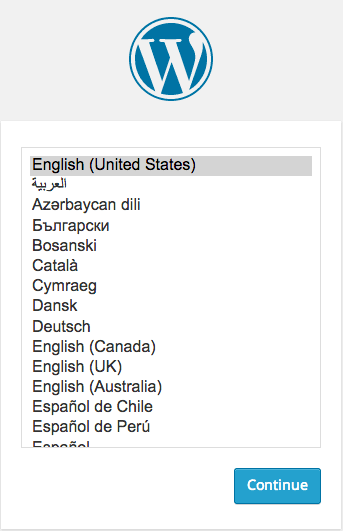 English (United States)
العربية
Azərbaycan dili
Български
Bosanski
Català
Cymraeg
Dansk
Deutsch
English (Canada)
English (UK)
English (Australia)
Español de Chile
Español de Perú
Español
Continue